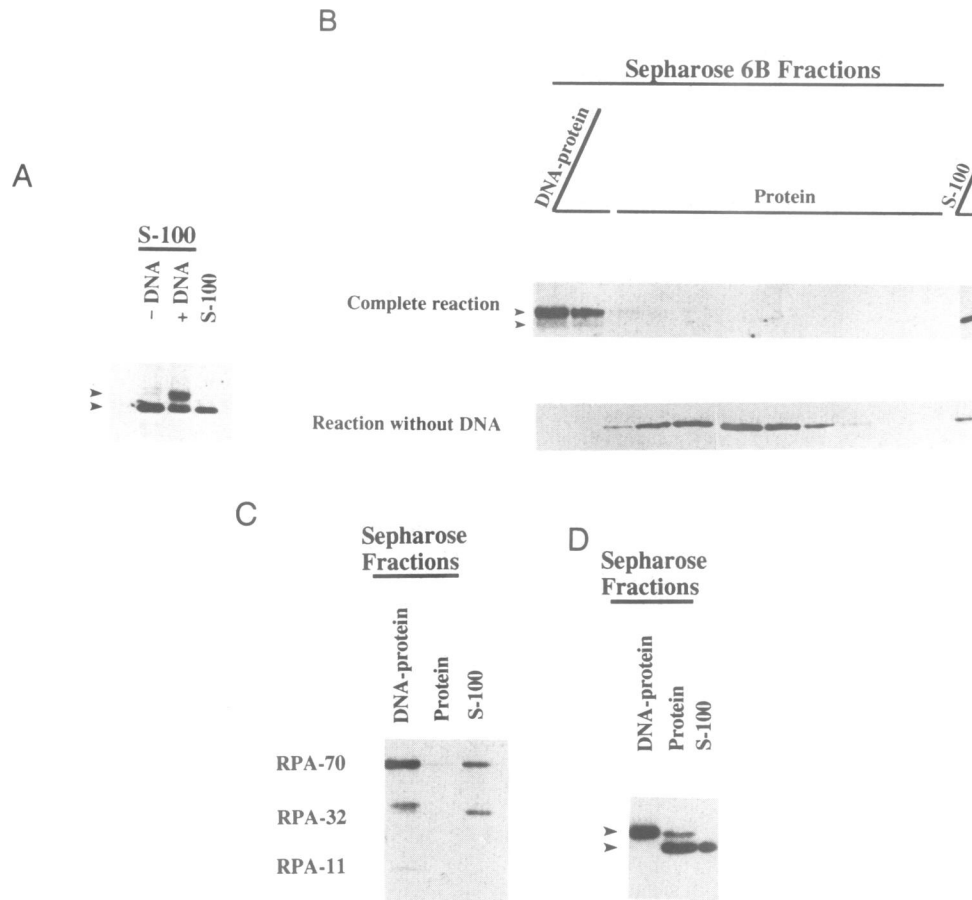 A
S-100
– DNA
+ DNA
S-100
B
Sepharose 6B Fractions
DNA-protein
Protein
S-100
Complete reaction
Reaction without DNA
C
Sepharose
Fractions
DNA-protein
Protein
S-100
RPA-70
RPA-32
RPA-11
D
Sepharose
Fractions
DNA-protein
Protein
S-100